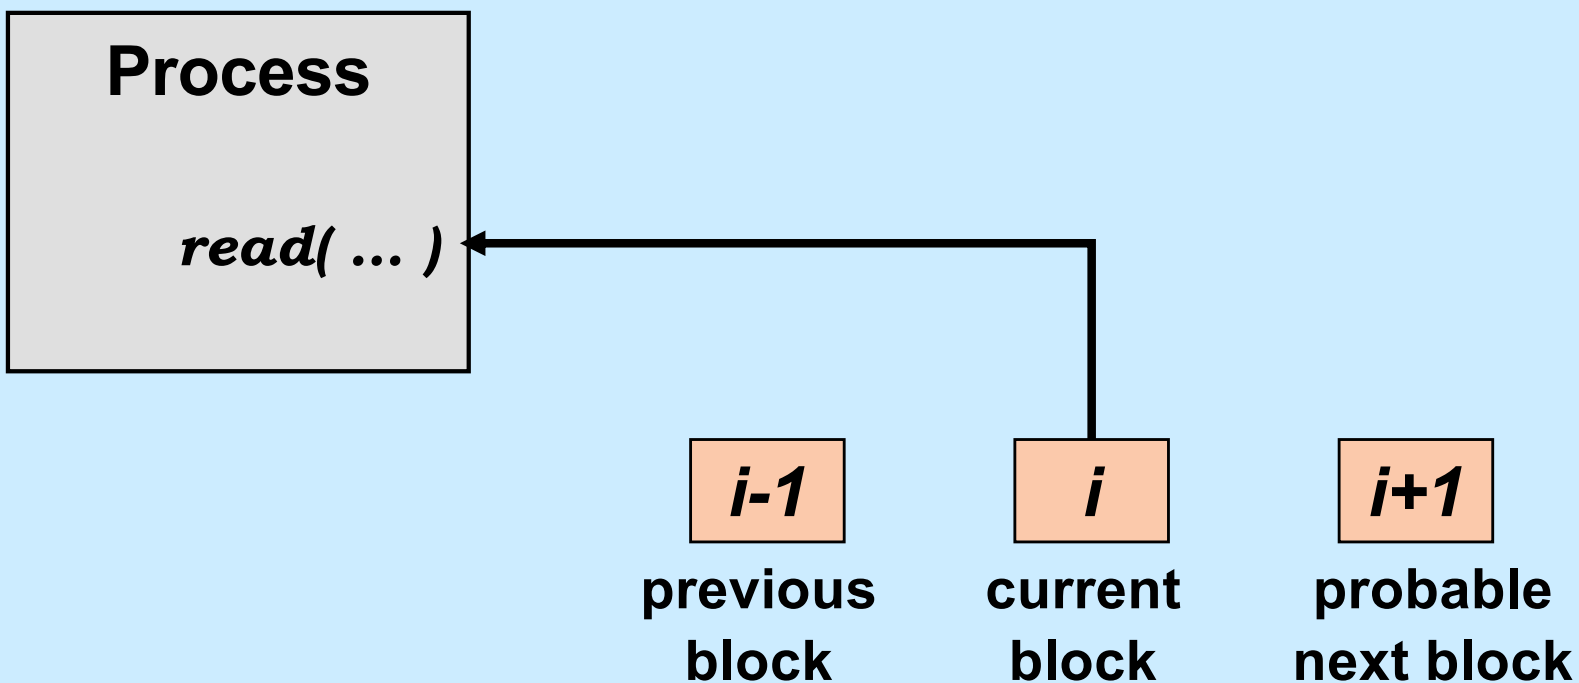 Process
read( ... )
i-1
i
i+1
previous
block
current
block
probable
next block